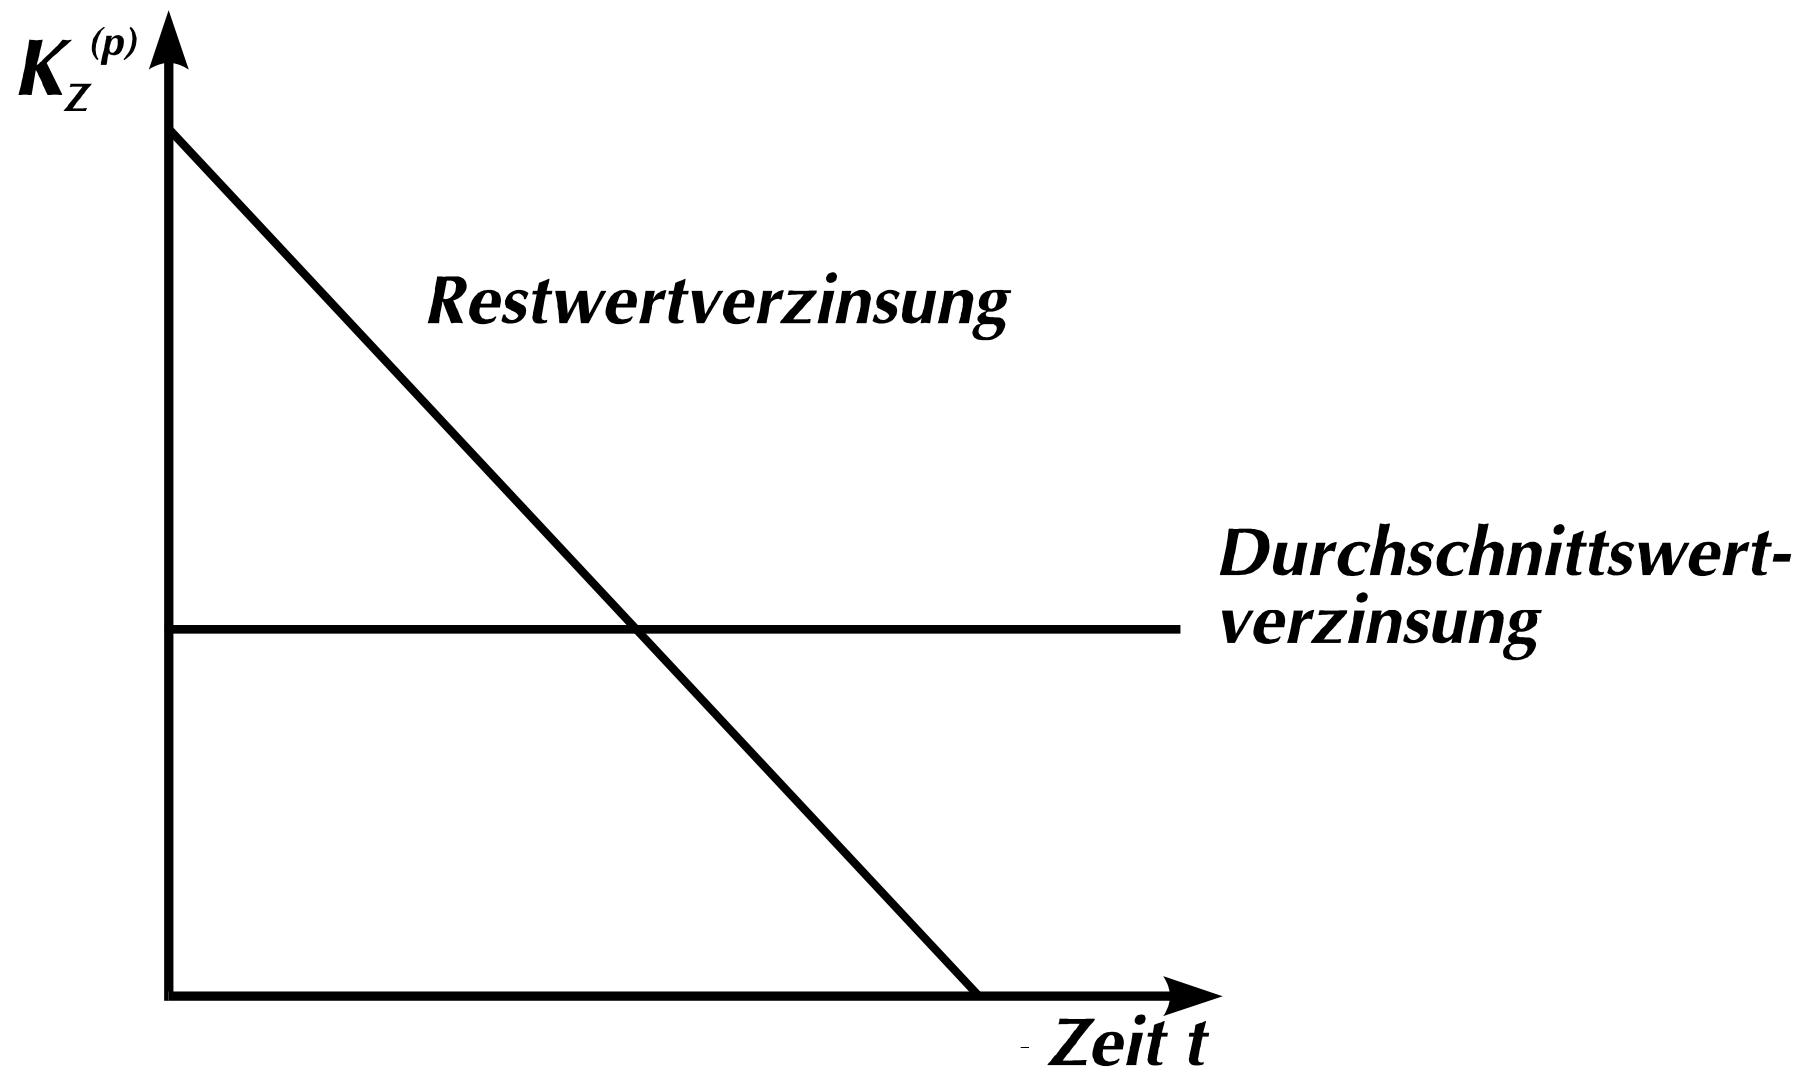 K_Z^(p)
Restwertverzinsung
Durchschnittswert-
verzinsung
- Zeit t